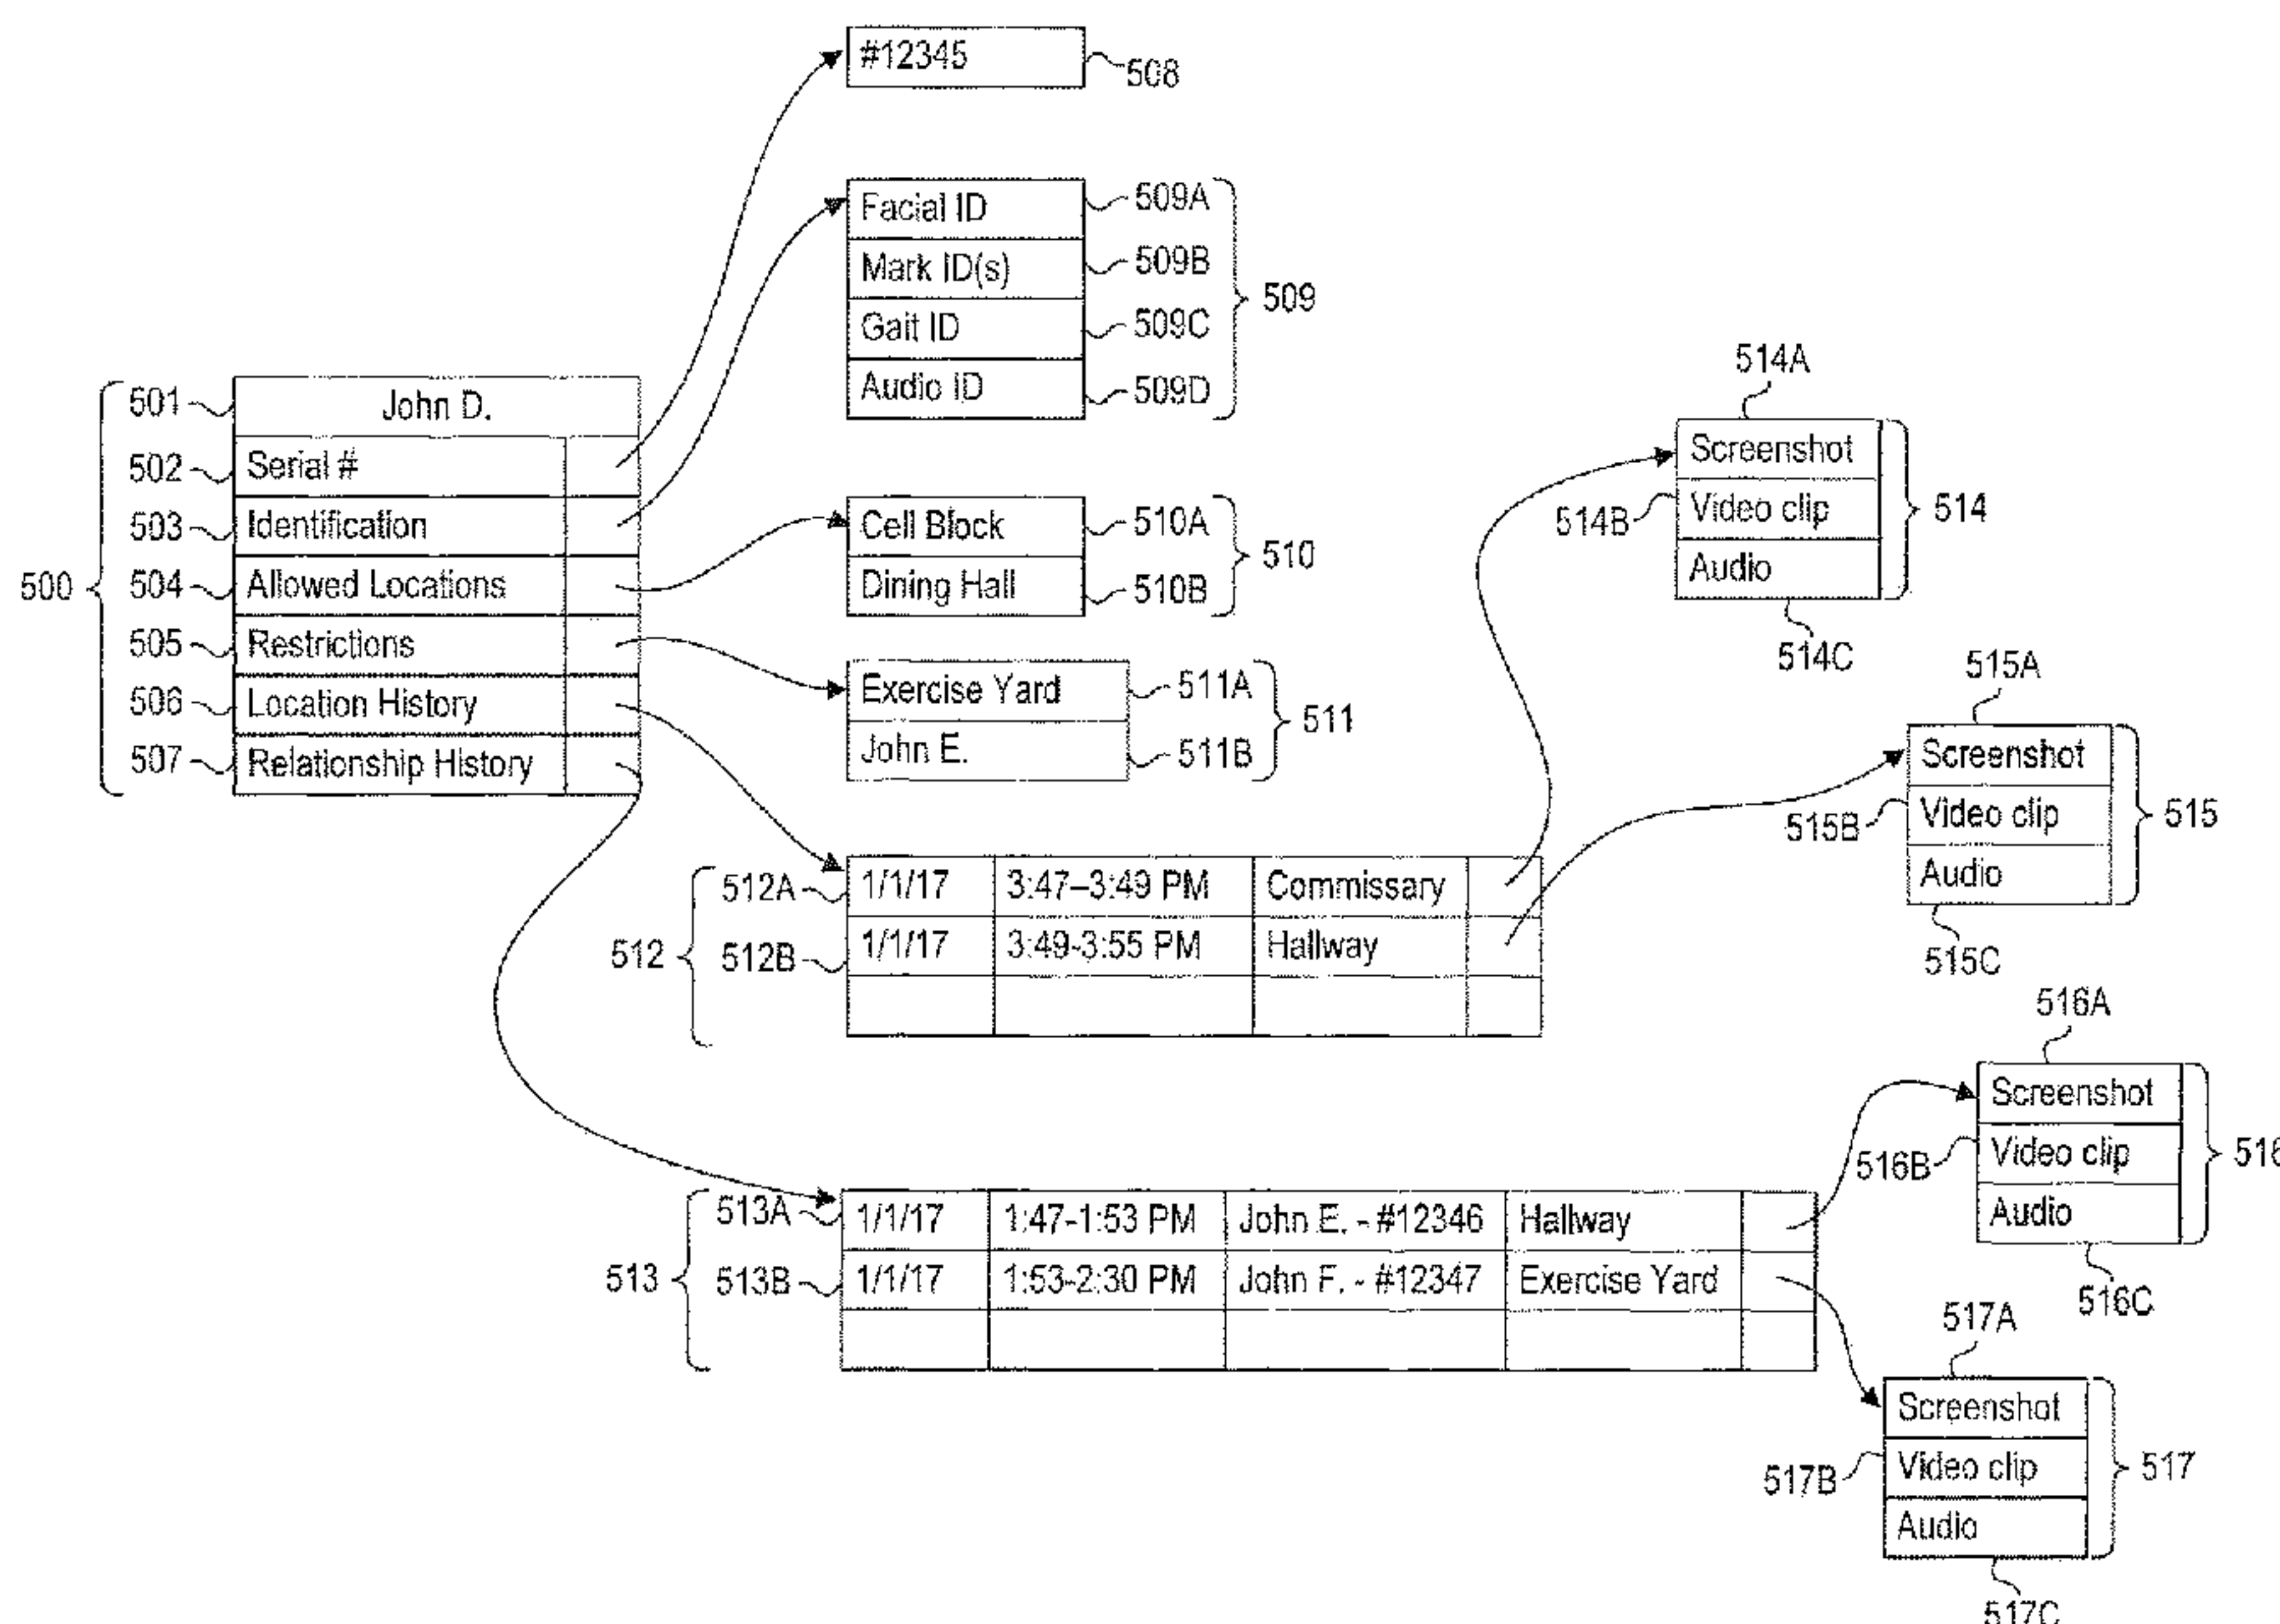 #12345
508
Facial ID
509A
Mark ID(s)
509B
Gait ID
509C
Audio ID
509D
509
500
501
John D.
502
Serial #
503
Identification
504
Allowed Locations
505
Restrictions
506
Location History
507
Relationship History
Cell Block
510A
Dining Hall
510B
510
Exercise Yard
511A
John E.
511B
511
514A
Screenshot
514B
Video clip
Audio
514C
514
515A
Screenshot
515B
Video clip
Audio
515C
515
512
512A
1/1/17 3:47–3:49 PM Commissary
512B
1/1/17 3:49-3:55 PM Hallway
516A
Screenshot
516B
Video clip
Audio
516C
516
513
513A
1/1/17 1:47-1:53 PM John E. - #12346 Hallway
513B
1/1/17 1:53-2:30 PM John F. - #12347 Exercise Yard
517A
Screenshot
517B
Video clip
Audio
517C
517